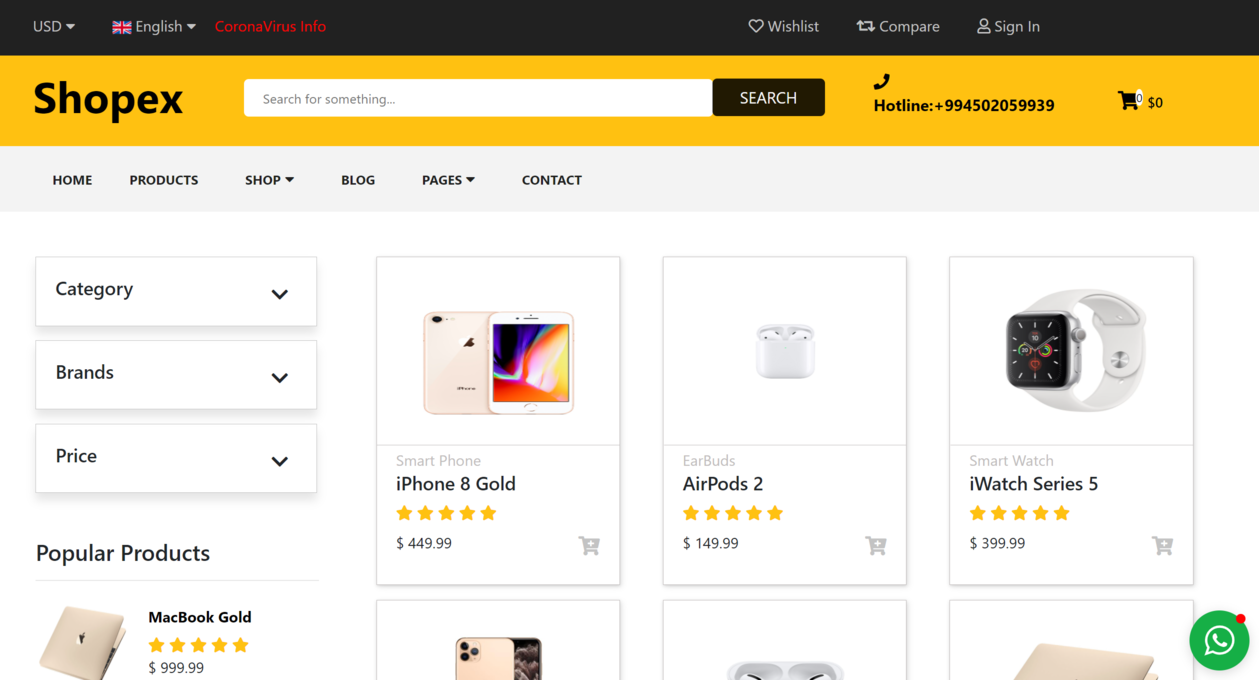 USD English CoronaVirus Info Wishlist Compare Sign In
Shopex
Search for something...
SEARCH
Hotline:+994502059939
0 $0
HOME PRODUCTS SHOP BLOG PAGES CONTACT
Category
Brands
Price
Popular Products
MacBook Gold
$ 999.99
Smart Phone
iPhone 8 Gold
$ 449.99
EarBuds
AirPods 2
$ 149.99
Smart Watch
iWatch Series 5
$ 399.99